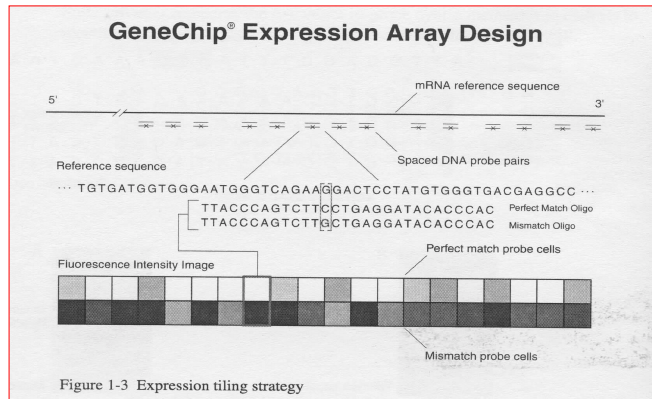 GeneChip® Expression Array Design
mRNA reference sequence
5'
3'
Spaced DNA probe pairs
Reference sequence
··· TGTGATGGTGGGAATGGGTCAGAAGGACTCCTATGTGGGTGACGAGGCC ···
TTACCCAGTCTTCCTGAGGATACACCCAC Perfect Match Oligo
TTACCCAGTCTTGCTGAGGATACACCCAC Mismatch Oligo
Perfect match probe cells
Fluorescence Intensity Image
Mismatch probe cells
Figure 1-3 Expression tiling strategy